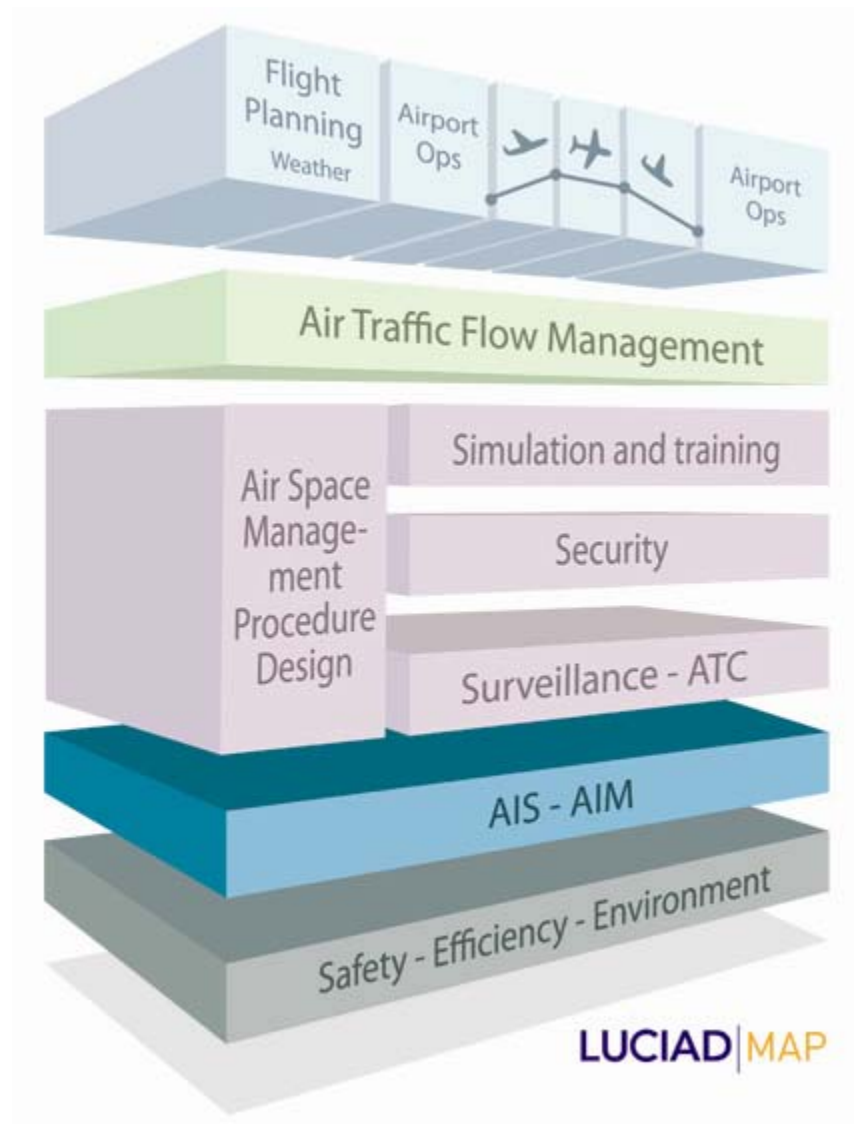 Flight
Planning
Weather
Airport
Ops
Airport
Ops
Air Traffic Flow Management
Air Space
Manage-
ment
Procedure
Design
Simulation and training
Security
Surveillance - ATC
AIS - AIM
Safety - Efficiency - Environment
LUCIAD|MAP